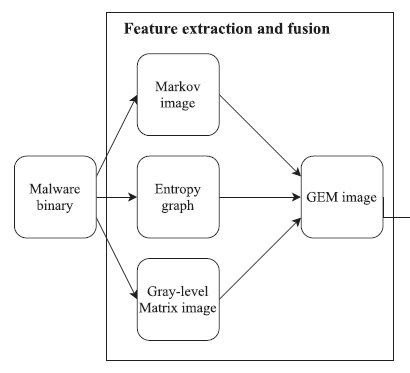 Feature extraction and fusion
Markov
image
Malware
binary
Entropy
graph
GEM image
Gray-level
Matrix image